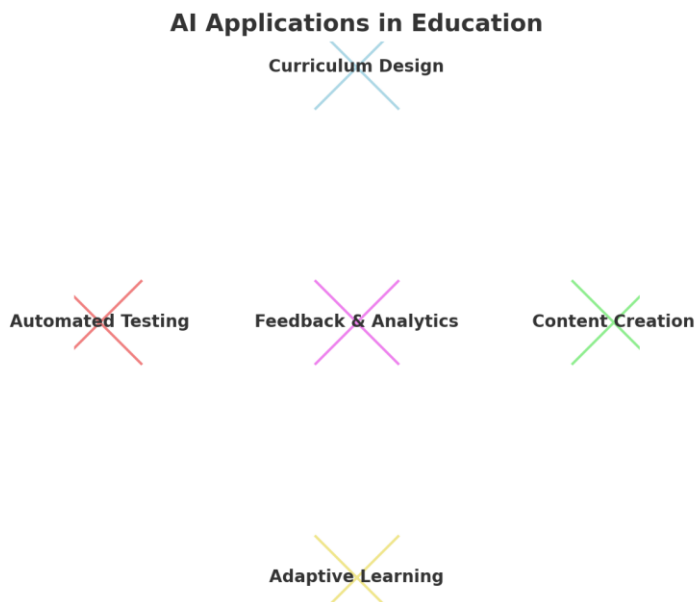 AI Applications in Education
Curriculum Design
Automated Testing
Feedback & Analytics
Content Creation
Adaptive Learning